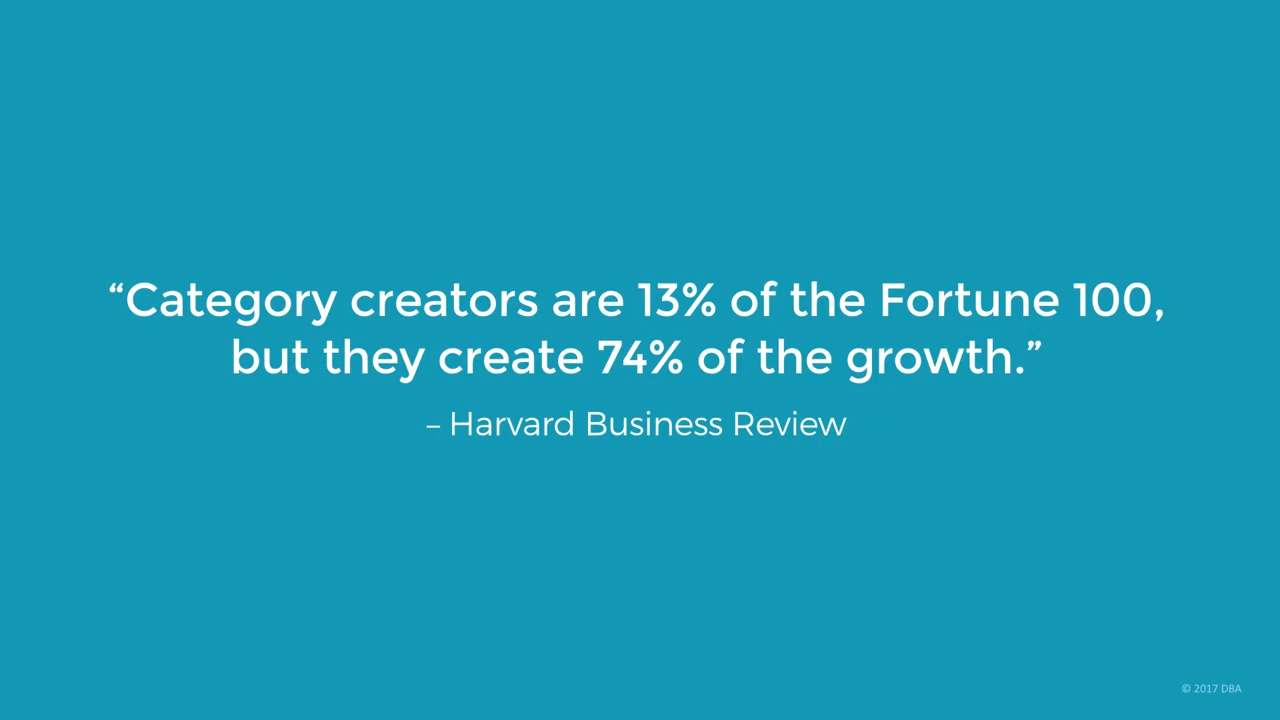 “Category creators are 13% of the Fortune 100,
but they create 74% of the growth.”
– Harvard Business Review
© 2017 DBA